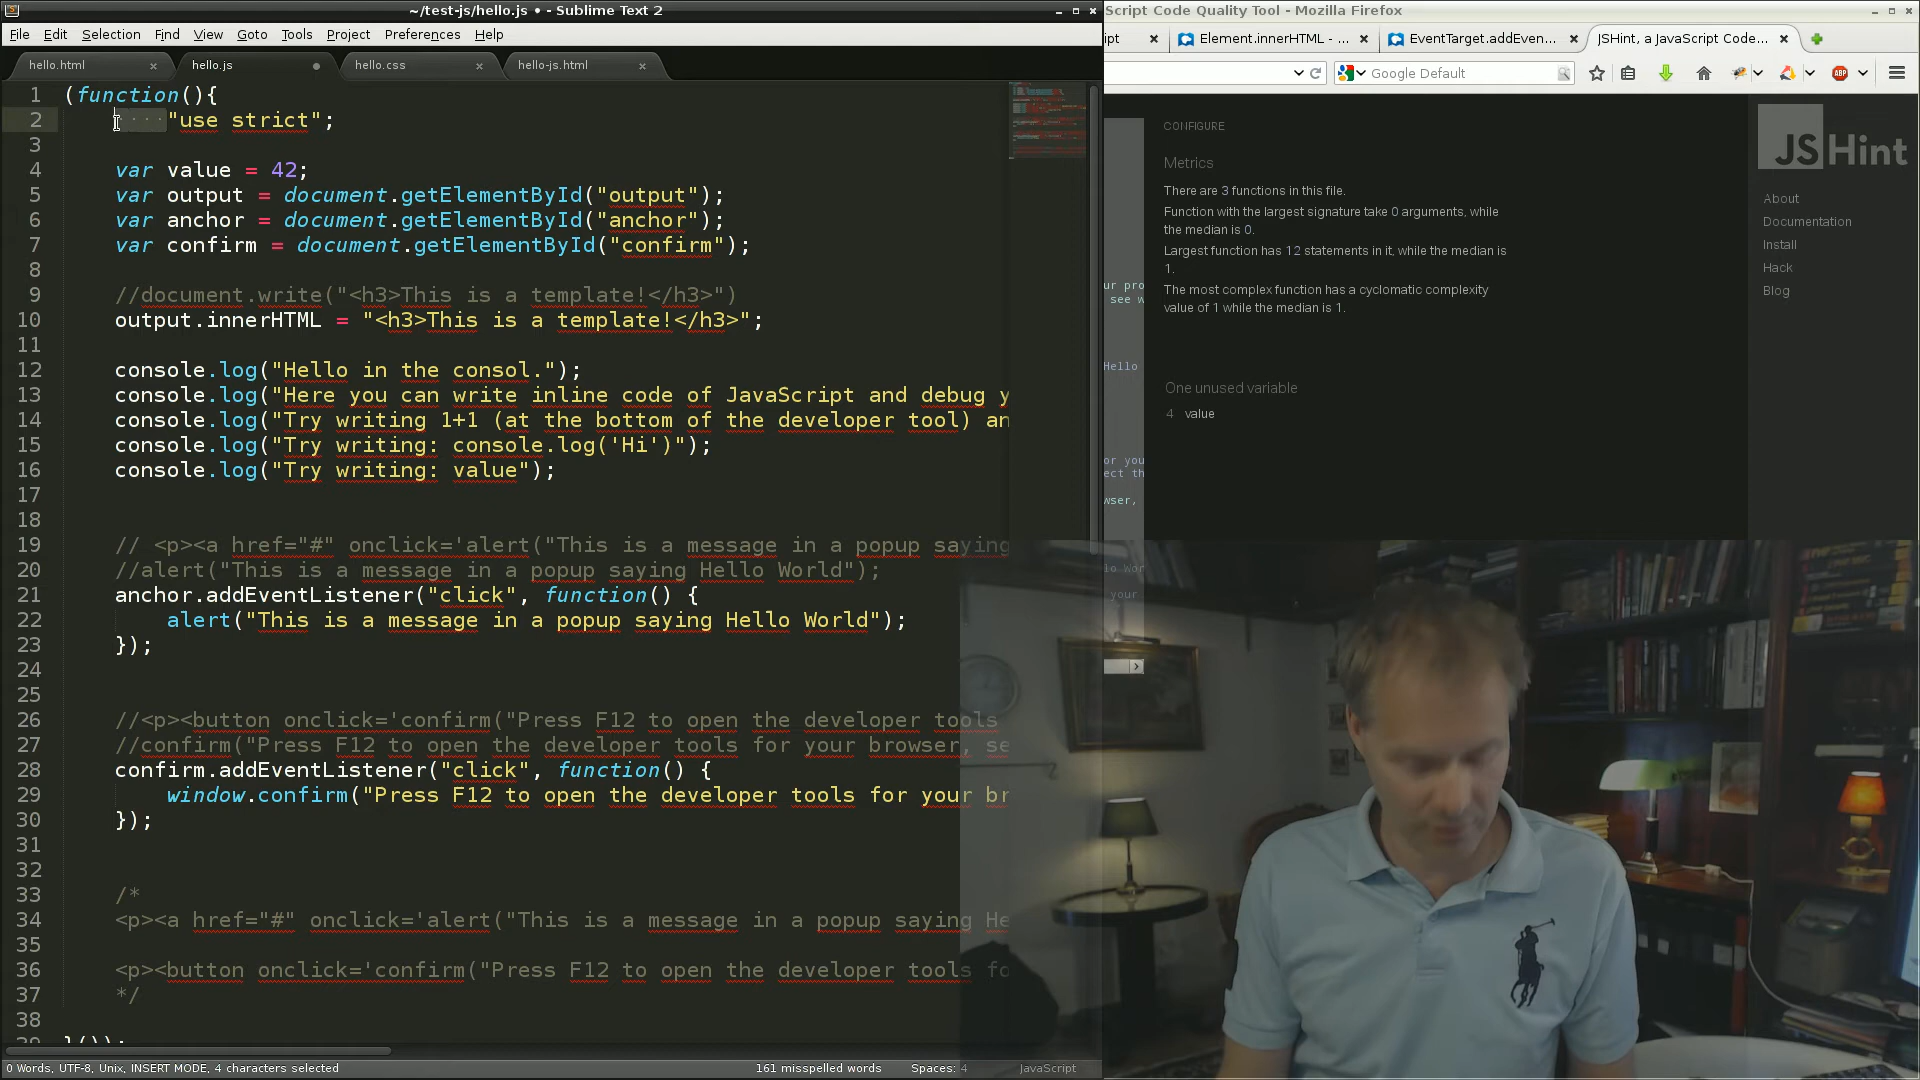 ~/test-js/hello.js • - Sublime Text 2
File Edit Selection Find View Goto Tools Project Preferences Help
hello.html hello.js hello.css hello-js.html
1 (function(){
2 "use strict";
3
4 var value = 42;
5 var output = document.getElementById("output");
6 var anchor = document.getElementById("anchor");
7 var confirm = document.getElementById("confirm");
8
9 //document.write("<h3>This is a template!</h3>")
10 output.innerHTML = "<h3>This is a template!</h3>";
11
12 console.log("Hello in the consol.");
13 console.log("Here you can write inline code of JavaScript and debug y
14 console.log("Try writing 1+1 (at the bottom of the developer tool) an
15 console.log("Try writing: console.log('Hi')");
16 console.log("Try writing: value");
17
18
19 // <p><a href="#" onclick='alert("This is a message in a popup saying
20 //alert("This is a message in a popup saying Hello World");
21 anchor.addEventListener("click", function() {
22 alert("This is a message in a popup saying Hello World");
23 });
24
25
26 //<p><button onclick='confirm("Press F12 to open the developer tools
27 //confirm("Press F12 to open the developer tools for your browser, se
28 confirm.addEventListener("click", function() {
29 window.confirm("Press F12 to open the developer tools for your br
30 });
31
32
33 /*
34 <p><a href="#" onclick='alert("This is a message in a popup saying He
35
36 <p><button onclick='confirm("Press F12 to open the developer tools fo
37 */
38
39 }());
0 Words, UTF-8, Unix, INSERT MODE, 4 characters selected 161 misspelled words Spaces: 4 JavaScript
Script Code Quality Tool - Mozilla Firefox
ipt Element.innerHTML - ... EventTarget.addEven... JSHint, a JavaScript Code...
Google Default
ABP
CONFIGURE
Metrics
There are 3 functions in this file.
Function with the largest signature take 0 arguments, while
the median is 0.
Largest function has 12 statements in it, while the median is
1.
The most complex function has a cyclomatic complexity
value of 1 while the median is 1.
One unused variable
4 value
JSHint
About
Documentation
Install
Hack
Blog
ur pro
see w
Hello
or you
ect th
wser,
lo Wor
your